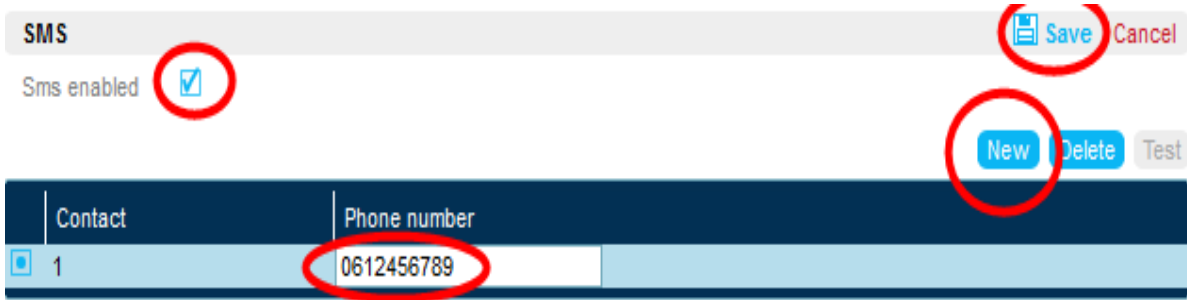 SMS Save Cancel
Sms enabled
New Delete Test
Contact Phone number
1 0612456789